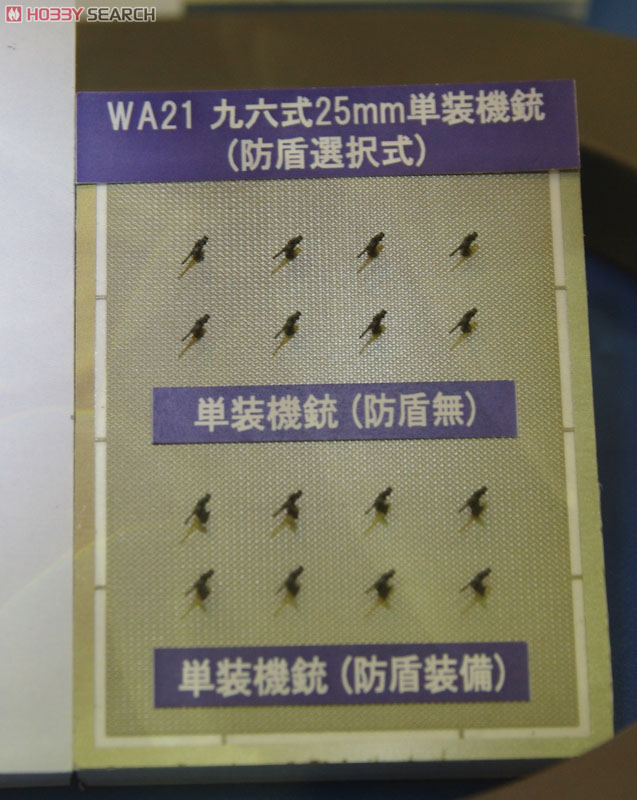 HOBBY SEARCH
WA21 九六式25mm単装機銃
(防盾選択式)
単装機銃(防盾無)
単装機銃(防盾装備)